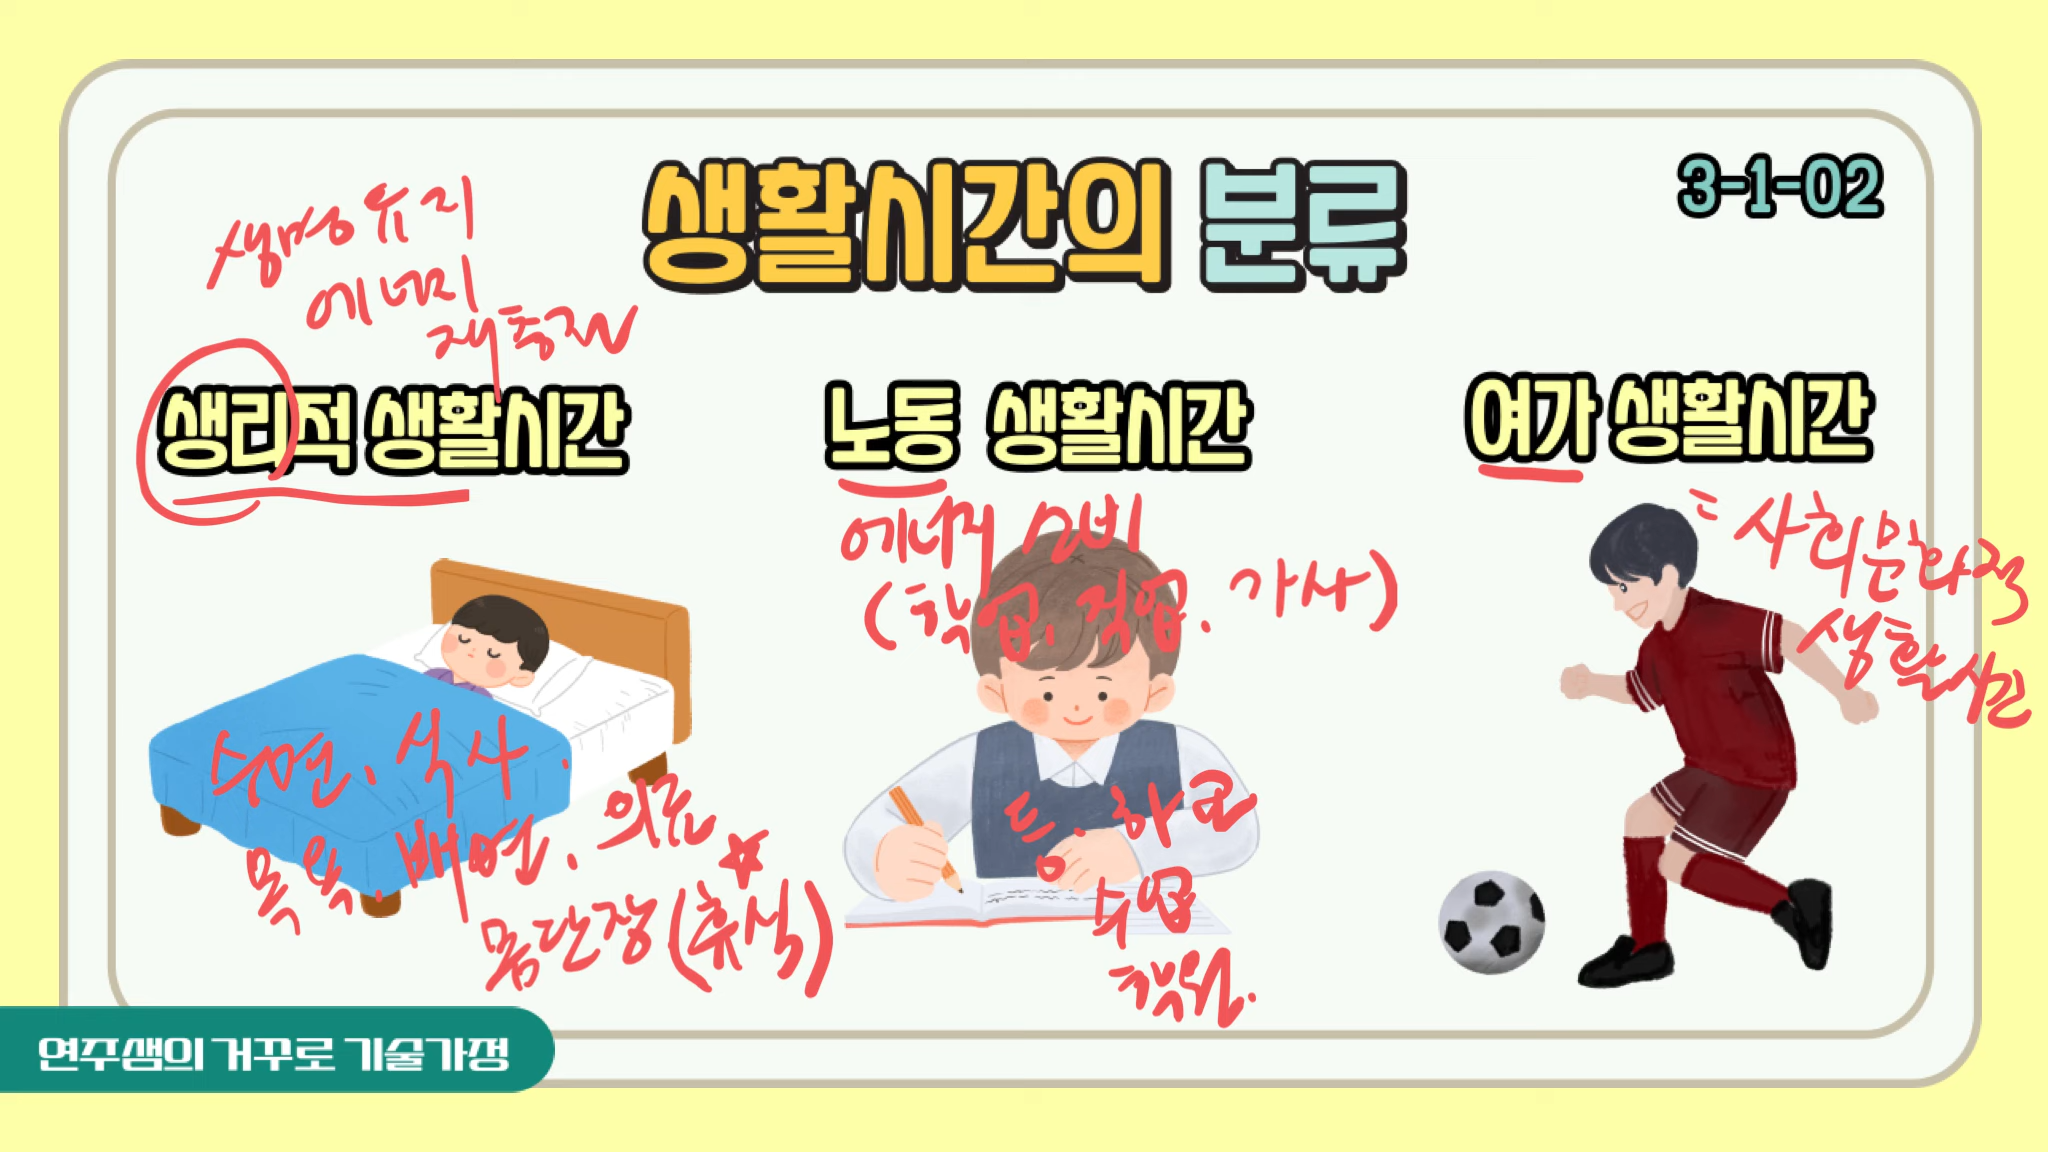 생활시간의 분류
3-1-02
생명유지
에너지
재충전
생리적 생활시간
노동 생활시간
여가 생활시간
에너지 소비
(학업, 직업, 가사)
= 사회문화적
생활시간
수면, 식사,
목욕, 배변, 의료
몸단장(휴식)
등, 하교
수업
학원.
연주샘의 거꾸로 기술가정